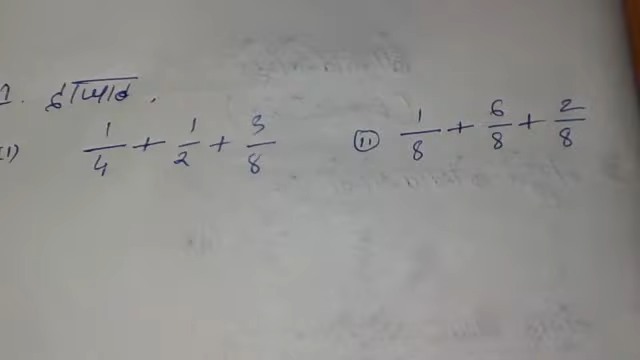 1.
(i) 1/4 + 1/2 + 3/8 (ii) 1/8 + 6/8 + 2/8